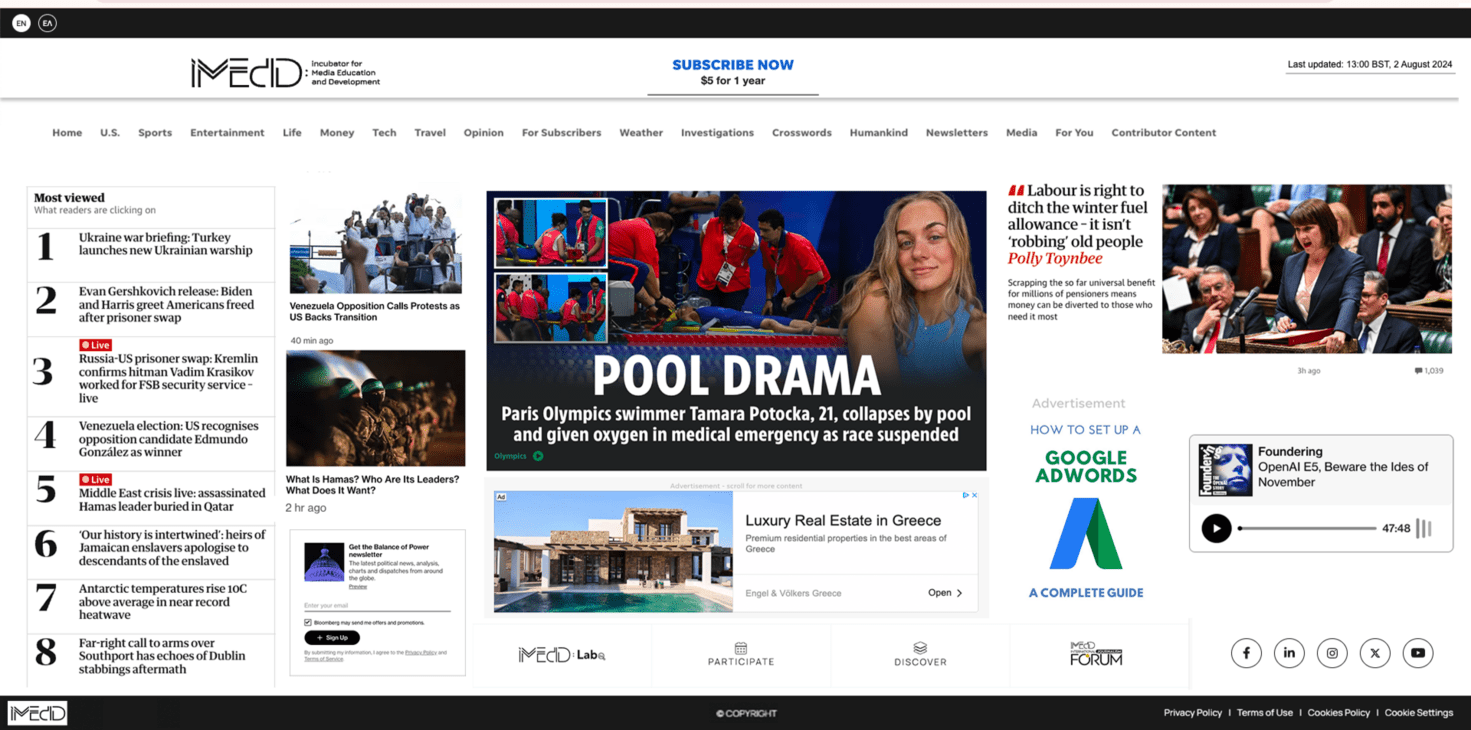 EN
ΕΛ
iMEdD:
Incubator for
Media Education
and Development
SUBSCRIBE NOW
$5 for 1 year
Last updated: 13:00 BST, 2 August 2024
Home U.S. Sports Entertainment Life Money Tech Travel Opinion For Subscribers Weather Investigations Crosswords Humankind Newsletters Media For You Contributor Content
Most viewed
What readers are clicking on
1
Ukraine war briefing: Turkey
launches new Ukrainian warship
2
Evan Gershkovich release: Biden
and Harris greet Americans freed
after prisoner swap
3
Live
Russia-US prisoner swap: Kremlin
confirms hitman Vadim Krasikov
worked for FSB security service –
live
4
Venezuela election: US recognises
opposition candidate Edmundo
González as winner
5
Live
Middle East crisis live: assassinated
Hamas leader buried in Qatar
6
‘Our history is intertwined’: heirs of
Jamaican enslavers apologise to
descendants of the enslaved
7
Antarctic temperatures rise 10C
above average in near record
heatwave
8
Far-right call to arms over
Southport has echoes of Dublin
stabbings aftermath
Venezuela Opposition Calls Protests as
US Backs Transition
40 min ago
What Is Hamas? Who Are Its Leaders?
What Does It Want?
2 hr ago
Get the Balance of Power
newsletter
The latest political news, analysis,
charts and dispatches from around
the globe.
Preview
Enter your email
Bloomberg may send me offers and promotions.
+ Sign Up
By submitting my information, I agree to the Privacy Policy and
Terms of Service
POOL DRAMA
Paris Olympics swimmer Tamara Potocka, 21, collapses by pool
and given oxygen in medical emergency as race suspended
Olympics
Advertisement - scroll for more content
Ad
Luxury Real Estate in Greece
Premium residential properties in the best areas of
Greece
Engel & Völkers Greece
Open
Labour is right to
ditch the winter fuel
allowance – it isn’t
‘robbing’ old people
Polly Toynbee
Scrapping the so far universal benefit
for millions of pensioners means
money can be diverted to those who
need it most
3h ago
1,039
Advertisement
HOW TO SET UP A
GOOGLE
ADWORDS
A COMPLETE GUIDE
Foundering
Foundering
OpenAI E5, Beware the Ides of
November
47:48
iMEdD: Lab
PARTICIPATE
DISCOVER
iMEdD
INTERNATIONAL JOURNALISM
FORUM
iMEdD
© COPYRIGHT
Privacy Policy | Terms of Use | Cookies Policy | Cookie Settings